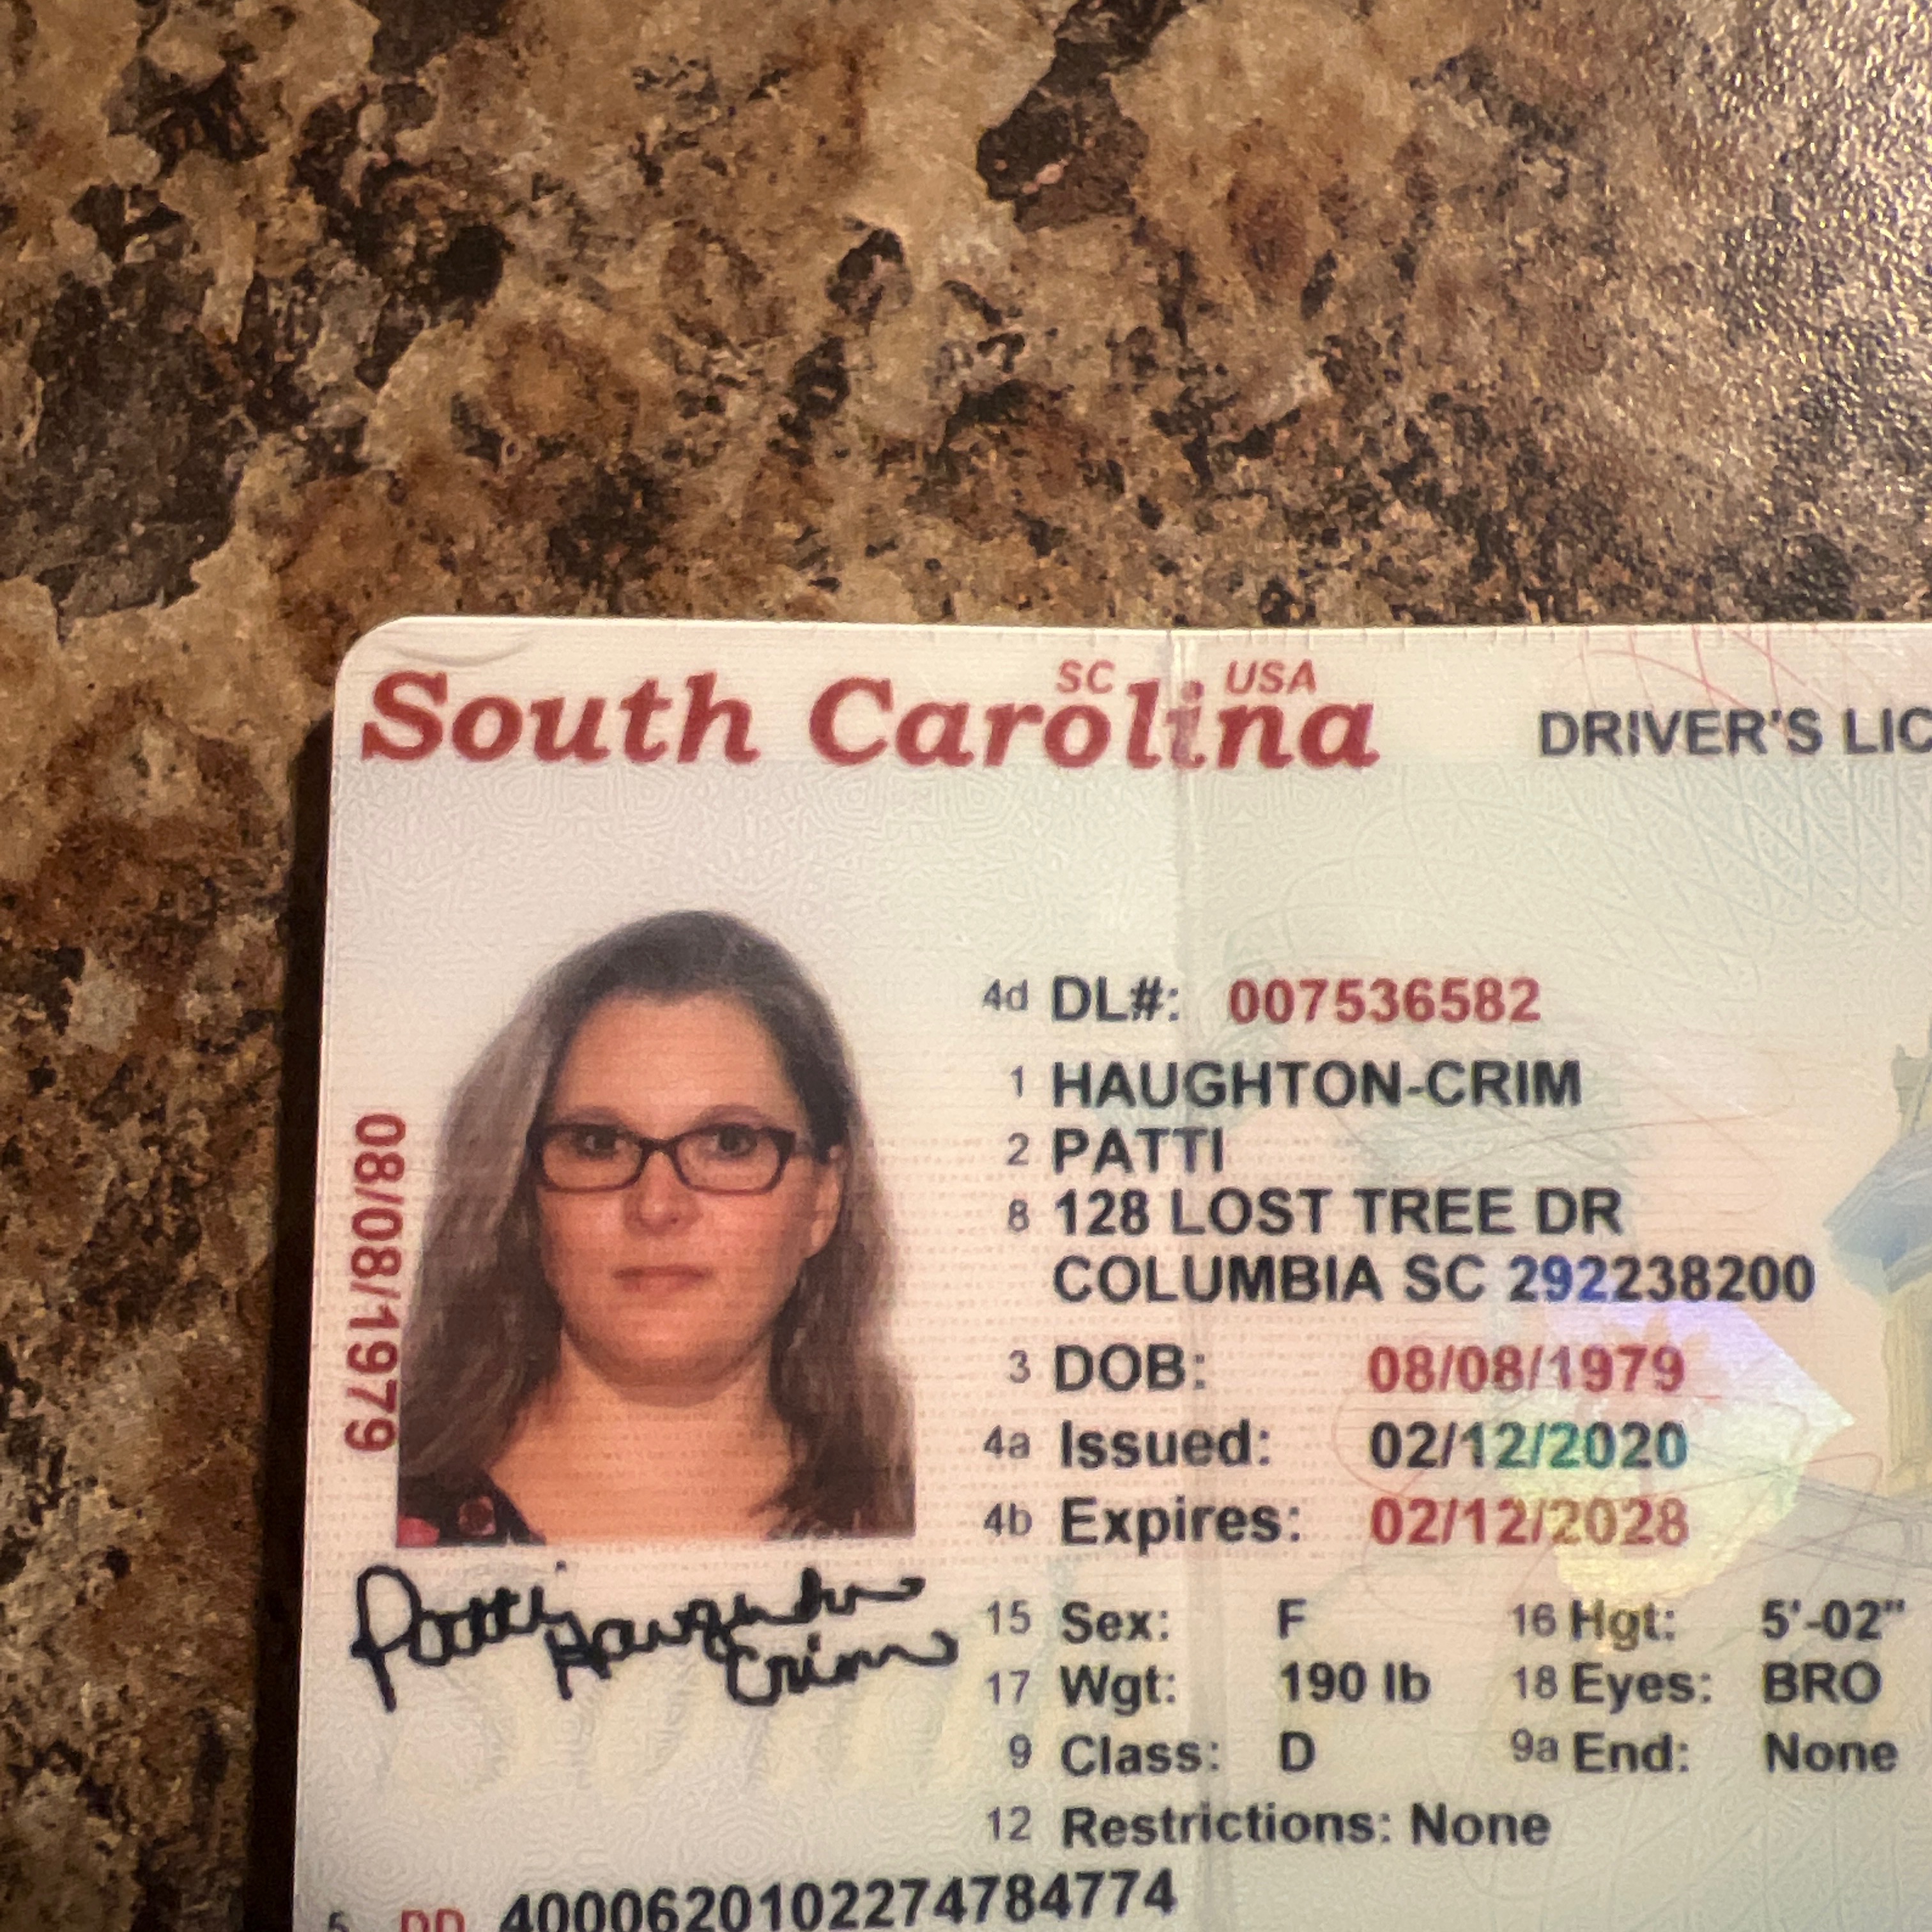 South Carolina
SC USA
DRIVER'S LIC
4d DL#: 007536582
1 HAUGHTON-CRIM
2 PATTI
8 128 LOST TREE DR
COLUMBIA SC 292238200
3 DOB: 08/08/1979
4a Issued: 02/12/2020
4b Expires: 02/12/2028
15 Sex: F 16 Hgt: 5'-02"
17 Wgt: 190 lb 18 Eyes: BRO
9 Class: D 9a End: None
12 Restrictions: None
5 DD 4000620102274784774
08/08/1979
Patti Haughton
Crim